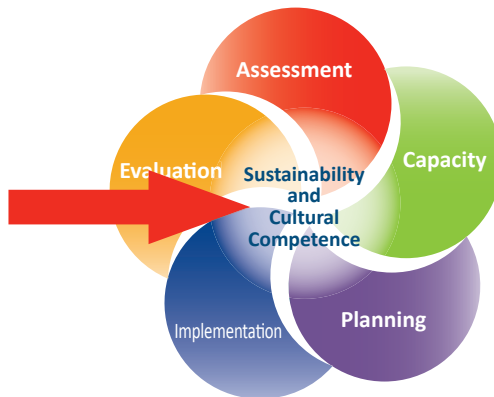 Assessment
Capacity
Evaluation
Sustainability
and
Cultural
Competence
Planning
Implementation